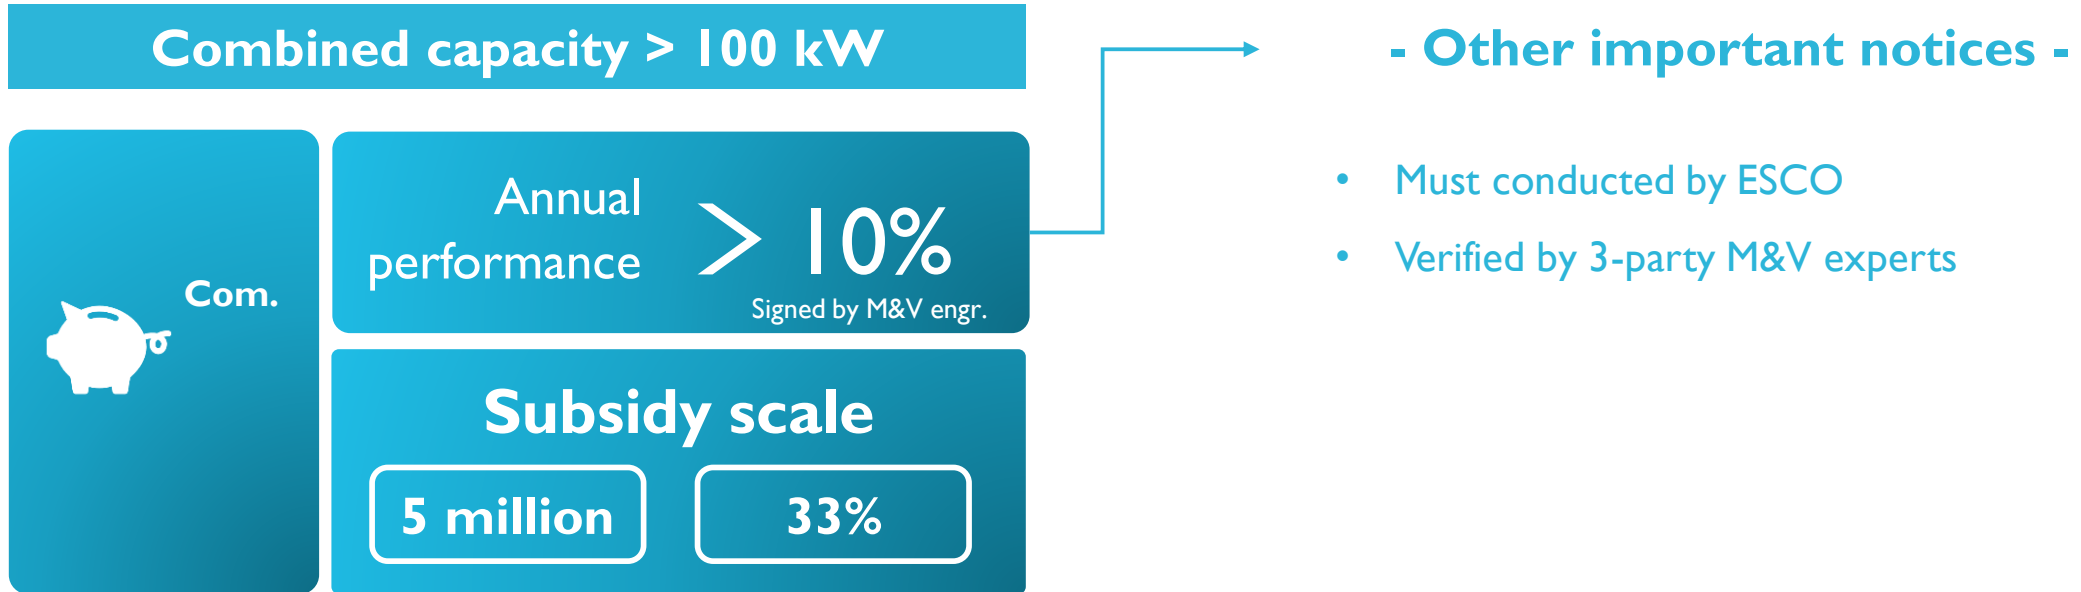 Combined capacity > 100 kW
Com.
Annual
performance
> 10%
Signed by M&V engr.
Subsidy scale
5 million
33%
- Other important notices -
• Must conducted by ESCO
• Verified by 3-party M&V experts